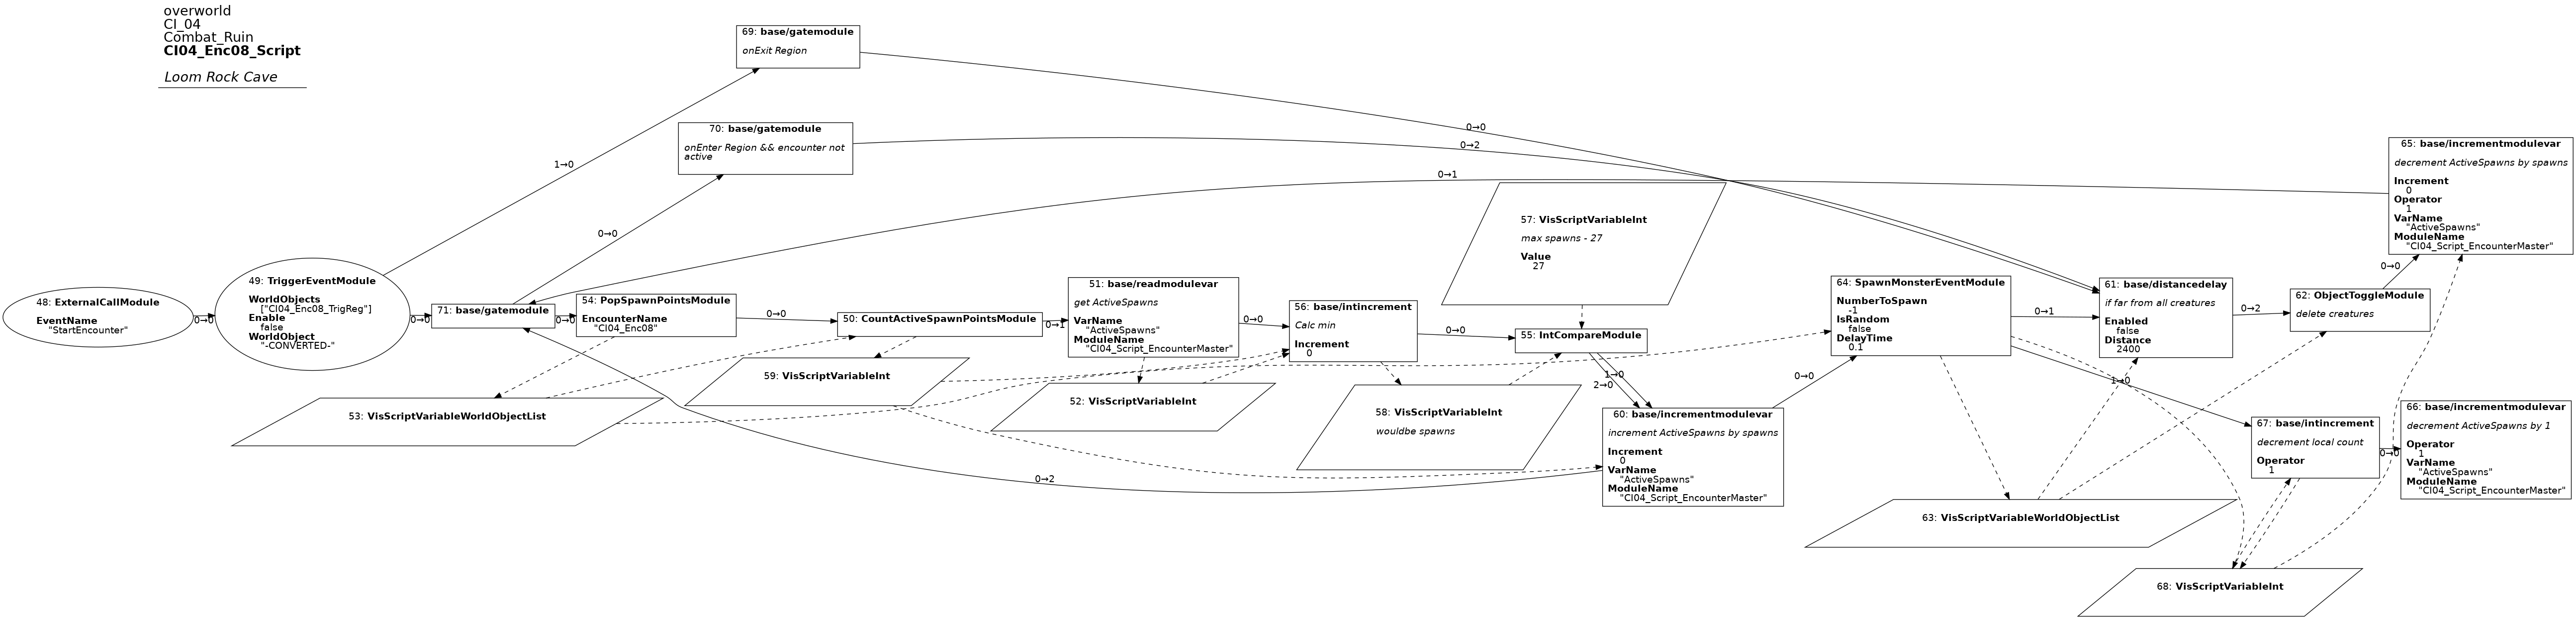 overworld
CI_04
Combat_Ruin
CI04_Enc08_Script
Loom Rock Cave
69: base/gatemodule
onExit Region
70: base/gatemodule
onEnter Region && encounter not
active
48: ExternalCallModule
EventName
"StartEncounter"
49: TriggerEventModule
WorldObjects
["CI04_Enc08_TrigReg"]
Enable
false
WorldObject
"-CONVERTED-"
71: base/gatemodule
54: PopSpawnPointsModule
EncounterName
"CI04_Enc08"
53: VisScriptVariableWorldObjectList
50: CountActiveSpawnPointsModule
59: VisScriptVariableInt
51: base/readmodulevar
get ActiveSpawns
VarName
"ActiveSpawns"
ModuleName
"CI04_Script_EncounterMaster"
52: VisScriptVariableInt
56: base/intincrement
Calc min
Increment
0
57: VisScriptVariableInt
max spawns - 27
Value
27
55: IntCompareModule
58: VisScriptVariableInt
wouldbe spawns
60: base/incrementmodulevar
increment ActiveSpawns by spawns
Increment
0
VarName
"ActiveSpawns"
ModuleName
"CI04_Script_EncounterMaster"
64: SpawnMonsterEventModule
NumberToSpawn
-1
IsRandom
false
DelayTime
0.1
63: VisScriptVariableWorldObjectList
61: base/distancedelay
if far from all creatures
Enabled
false
Distance
2400
62: ObjectToggleModule
delete creatures
65: base/incrementmodulevar
decrement ActiveSpawns by spawns
Increment
0
Operator
1
VarName
"ActiveSpawns"
ModuleName
"CI04_Script_EncounterMaster"
67: base/intincrement
decrement local count
Operator
1
66: base/incrementmodulevar
decrement ActiveSpawns by 1
Operator
1
VarName
"ActiveSpawns"
ModuleName
"CI04_Script_EncounterMaster"
68: VisScriptVariableInt
0→0
1→0
0→0
0→0
0→0
0→0
0→1
0→0
0→0
1→0
2→0
0→0
0→2
0→1
0→2
0→0
0→1
1→0
0→2
0→0
0→0